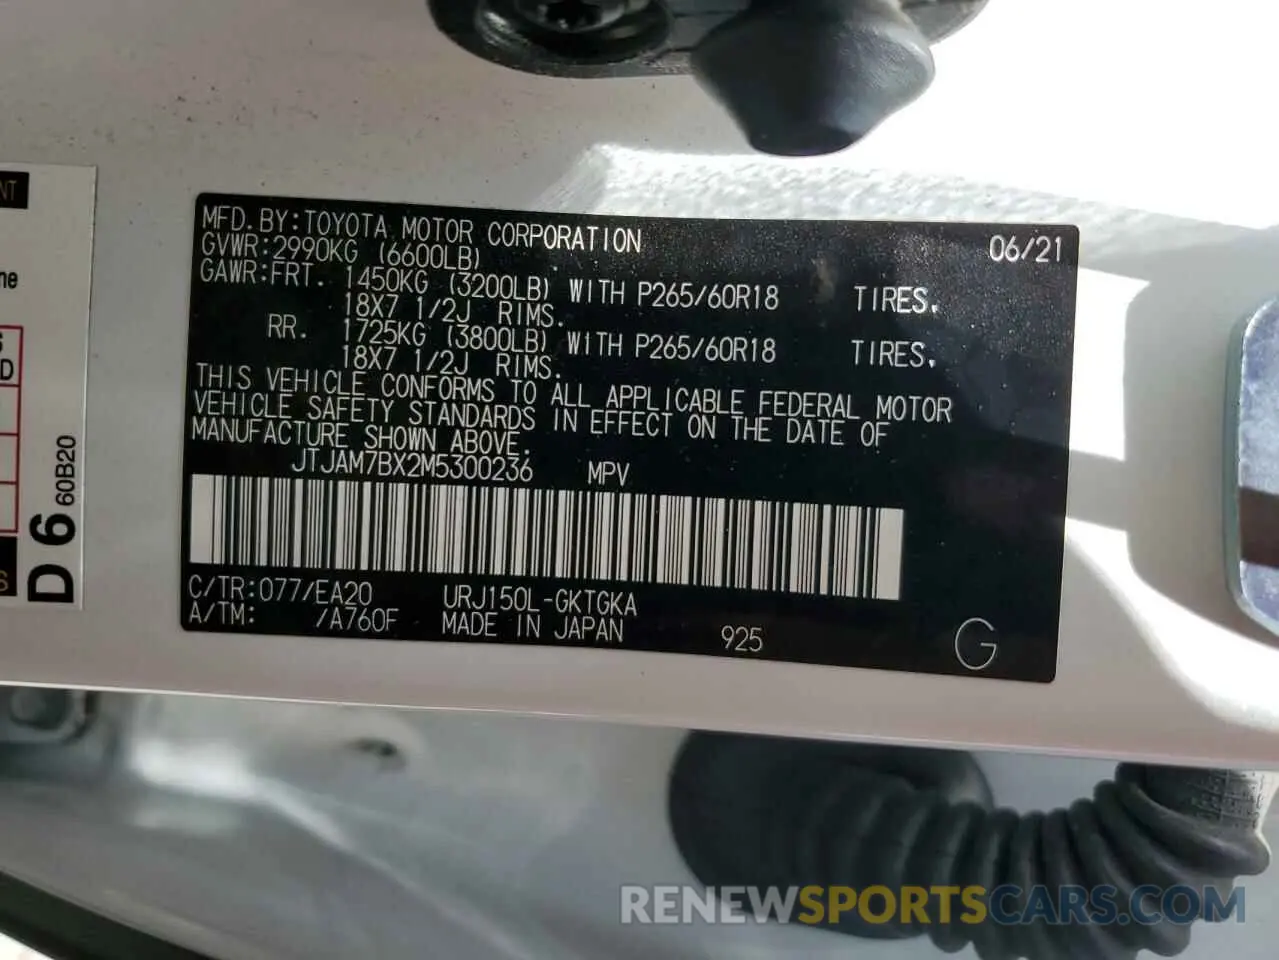 NT
ne
S
D
S
D 6 60B20
MFD.BY:TOYOTA MOTOR CORPORATION 06/21
GVWR:2990KG (6600LB)
GAWR:FRT. 1450KG (3200LB) WITH P265/60R18 TIRES,
18X7 1/2J RIMS.
RR. 1725KG (3800LB) WITH P265/60R18 TIRES,
18X7 1/2J RIMS.
THIS VEHICLE CONFORMS TO ALL APPLICABLE FEDERAL MOTOR
VEHICLE SAFETY STANDARDS IN EFFECT ON THE DATE OF
MANUFACTURE SHOWN ABOVE.
JTJAM7BX2M5300236 MPV
C/TR:077/EA20 URJ150L-GKTGKA
A/TM: /A760F MADE IN JAPAN 925 G
RENEWSPORTSCARS.COM